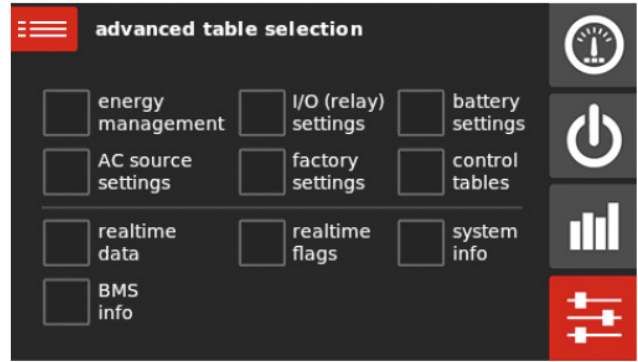 advanced table selection
energy
management
I/O (relay)
settings
battery
settings
AC source
settings
factory
settings
control
tables
realtime
data
realtime
flags
system
info
BMS
info